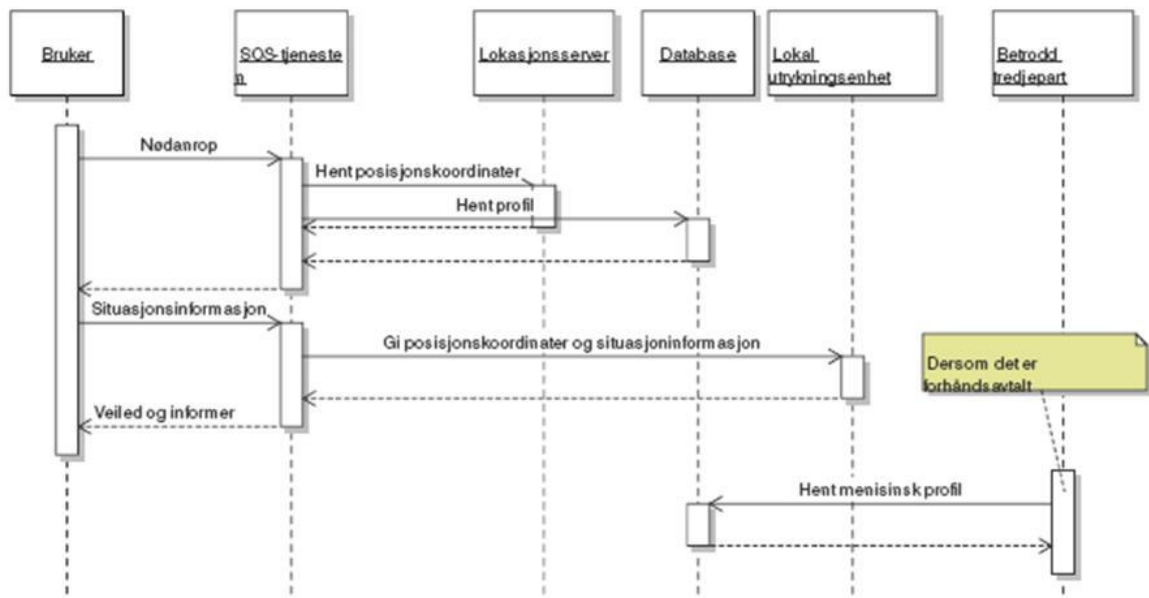 Bruker
SOS-tjeneste
n
Lokasjonsserver
Database
Lokal
utrykningsenhet
Betrodd
tredjepart
Nødanrop
Hent posisjonskoordinater
Hent profil
Situasjonsinformasjon
Gi posisjonskoordinater og situasjoninformasjon
Dersom det er
forhåndsavtalt
Veiled og informer
Hent menisinsk profil